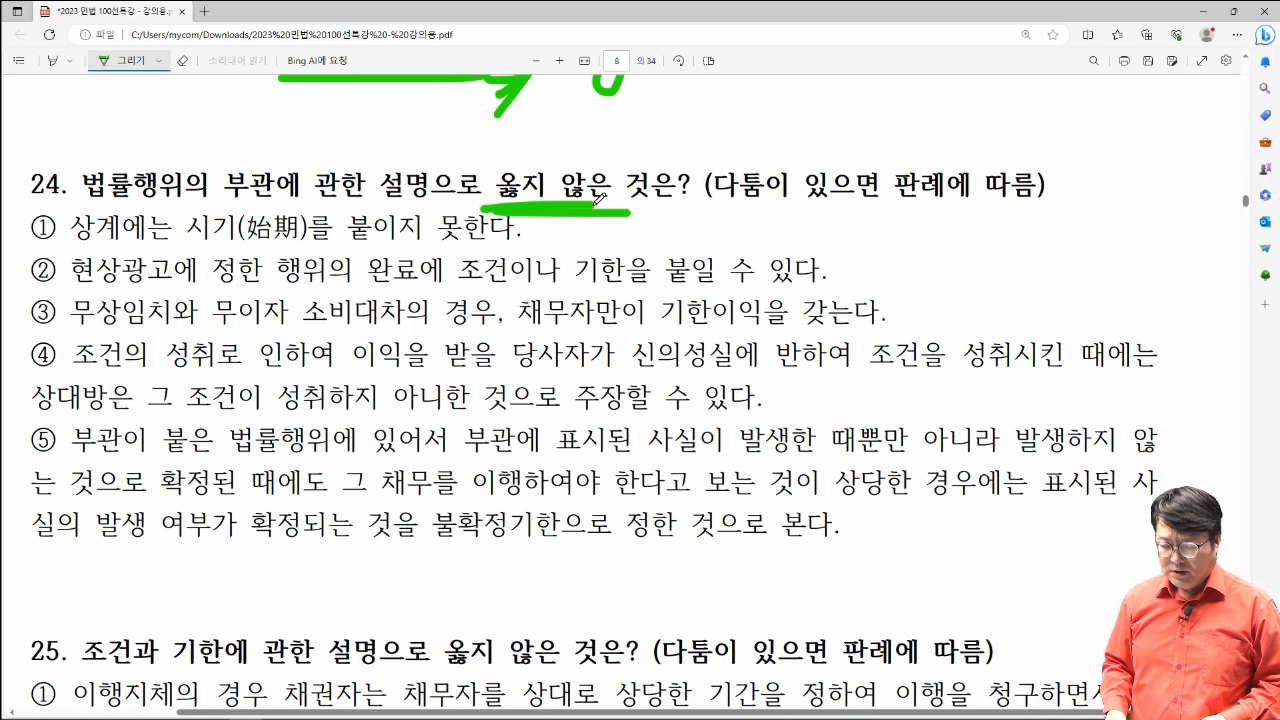 *2023 민법 100선특강 - 강의용.p
파일 C:/Users/mycom/Downloads/2023%20민법%20100선특강%20-%20강의용.pdf
그리기 소리내어 읽기 Bing AI에 요청 8 의 34
24. 법률행위의 부관에 관한 설명으로 옳지 않은 것은? (다툼이 있으면 판례에 따름)
① 상계에는 시기(始期)를 붙이지 못한다.
② 현상광고에 정한 행위의 완료에 조건이나 기한을 붙일 수 있다.
③ 무상임치와 무이자 소비대차의 경우, 채무자만이 기한이익을 갖는다.
④ 조건의 성취로 인하여 이익을 받을 당사자가 신의성실에 반하여 조건을 성취시킨 때에는
상대방은 그 조건이 성취하지 아니한 것으로 주장할 수 있다.
⑤ 부관이 붙은 법률행위에 있어서 부관에 표시된 사실이 발생한 때뿐만 아니라 발생하지 않
는 것으로 확정된 때에도 그 채무를 이행하여야 한다고 보는 것이 상당한 경우에는 표시된 사
실의 발생 여부가 확정되는 것을 불확정기한으로 정한 것으로 본다.
25. 조건과 기한에 관한 설명으로 옳지 않은 것은? (다툼이 있으면 판례에 따름)
① 이행지체의 경우 채권자는 채무자를 상대로 상당한 기간을 정하여 이행을 청구하면서